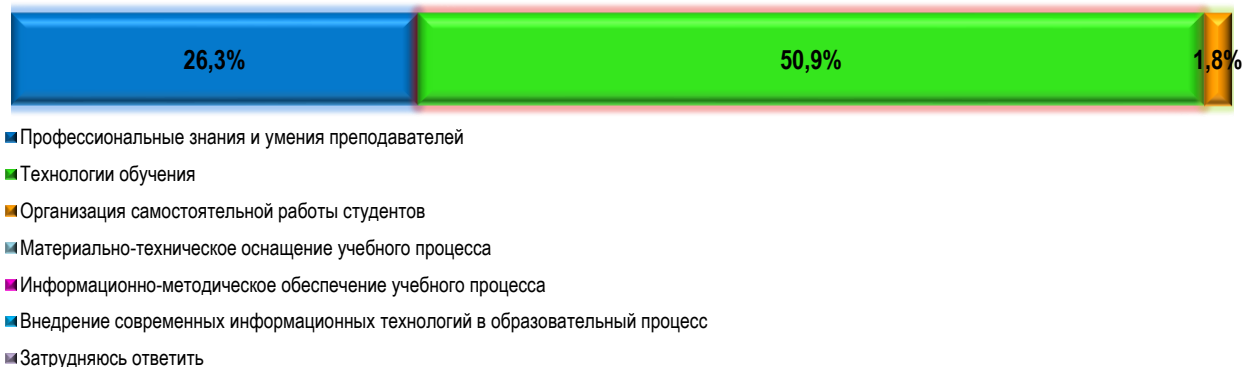 26,3% 50,9% 1,8%
Профессиональные знания и умения преподавателей
Технологии обучения
Организация самостоятельной работы студентов
Материально-техническое оснащение учебного процесса
Информационно-методическое обеспечение учебного процесса
Внедрение современных информационных технологий в образовательный процесс
Затрудняюсь ответить